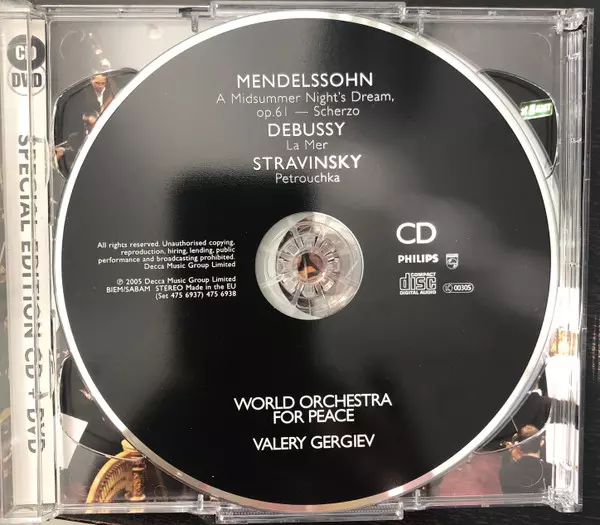 CD
DVD
SPECIAL EDITION CD + DVD
MENDELSSOHN
A Midsummer Night's Dream,
op.61 — Scherzo
DEBUSSY
La Mer
STRAVINSKY
Petrouchka
All rights reserved. Unauthorised copying,
reproduction, hiring, lending, public
performance and broadcasting prohibited.
Decca Music Group Limited
℗ 2005 Decca Music Group Limited
BIEM/SABAM STEREO Made in the EU
(Set 475 6937) 475 6938
CD
PHILIPS
COMPACT
disc
DIGITAL AUDIO
LC 00305
WORLD ORCHESTRA
FOR PEACE
VALERY GERGIEV